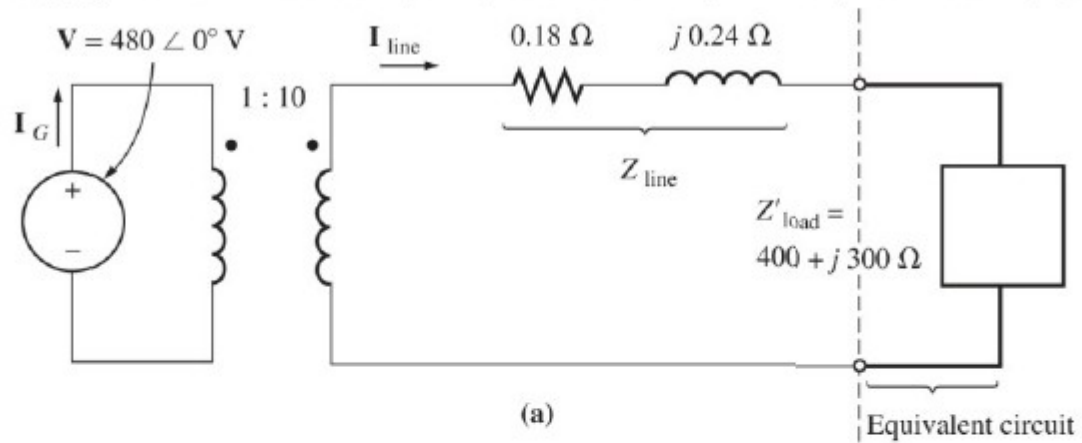 V = 480 ∠ 0° V
I line
0.18 Ω
j 0.24 Ω
1 : 10
I G
+
−
Z line
Z′ load =
400 + j 300 Ω
(a)
Equivalent circuit